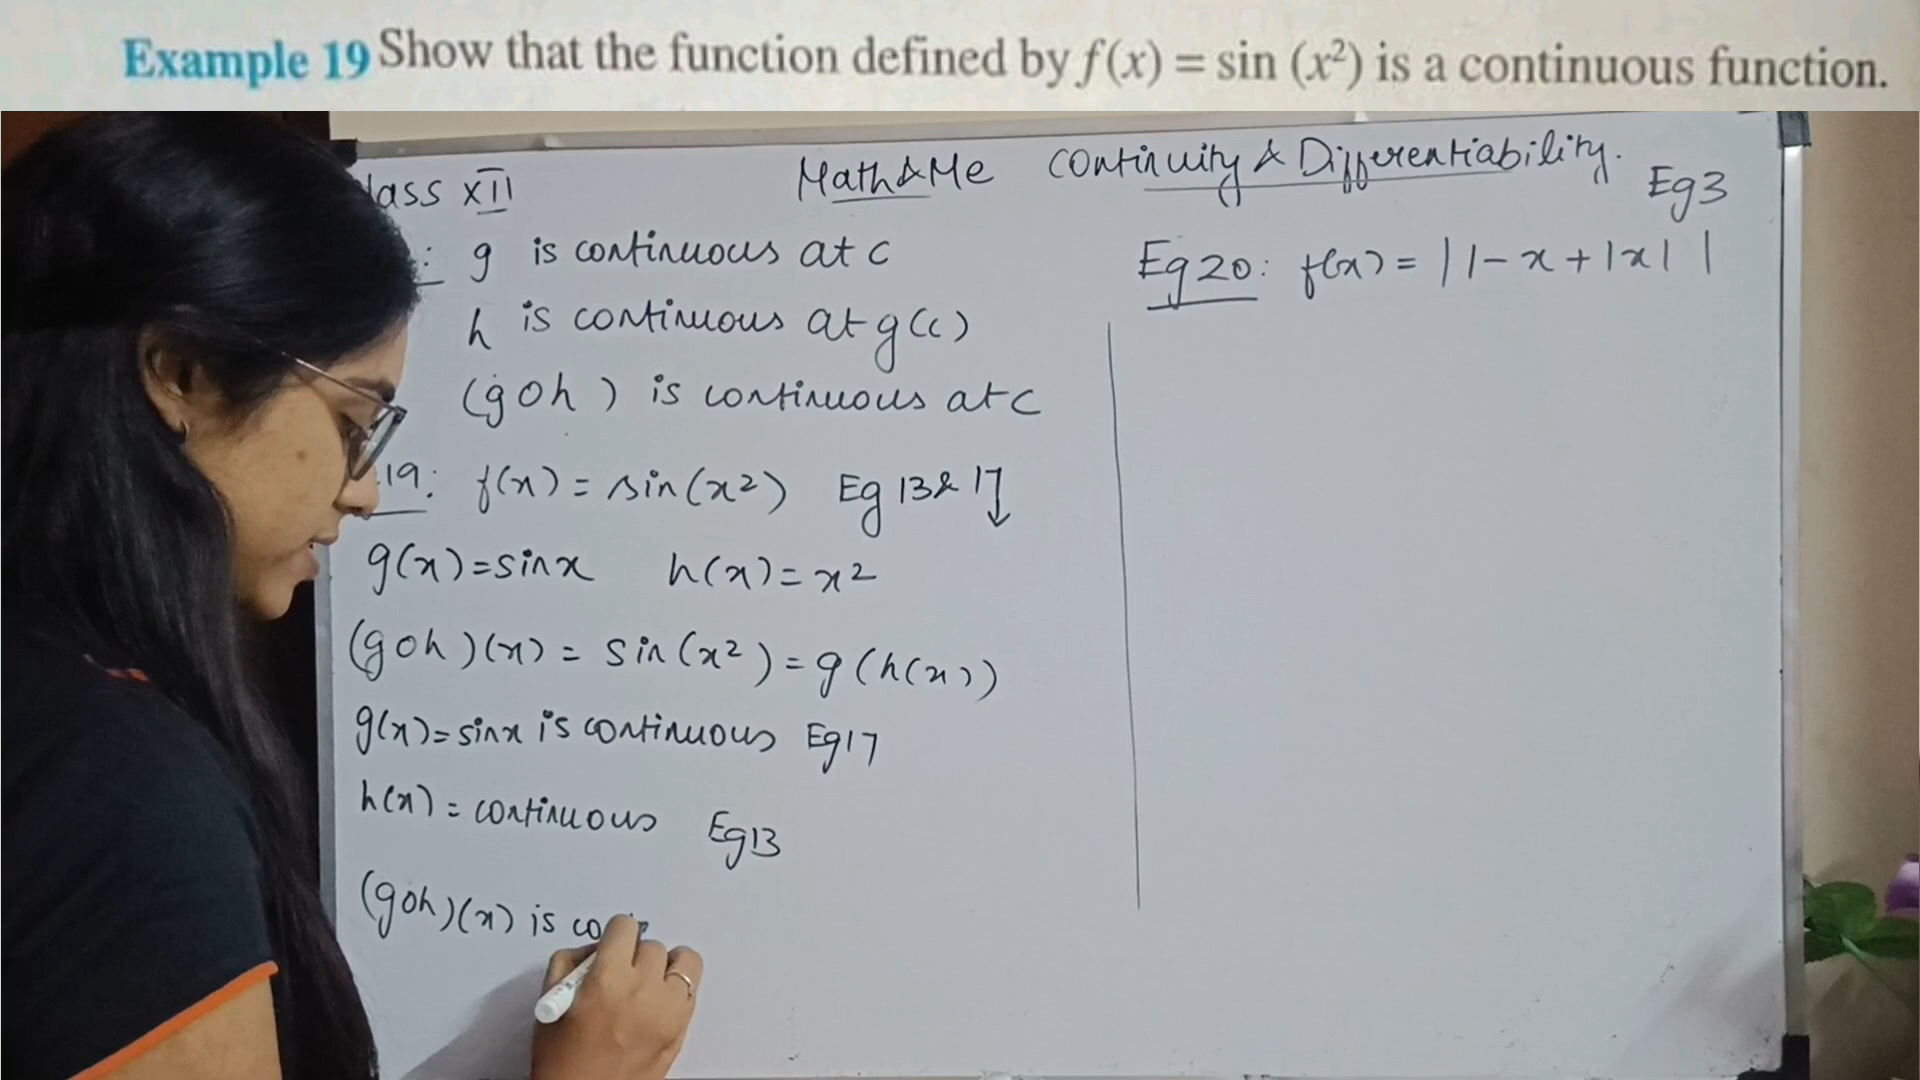 Example 19 Show that the function defined by f(x) = sin (x²) is a continuous function.
lass XII
Math&Me
Continuity & Differentiability.
Eg3
: g is continuous at c
h is continuous at g(c)
(goh) is continuous at c
19: f(x) = sin(x²) Eg 13& 17↓
g(x)=sinx h(x)=x²
(goh)(x) = sin(x²)=g(h(x))
g(x)=sinx is continuous Eg17
h(x)=continuous Eg13
(goh)(x) is co
Eg20: f(x) = |1-x+|x||